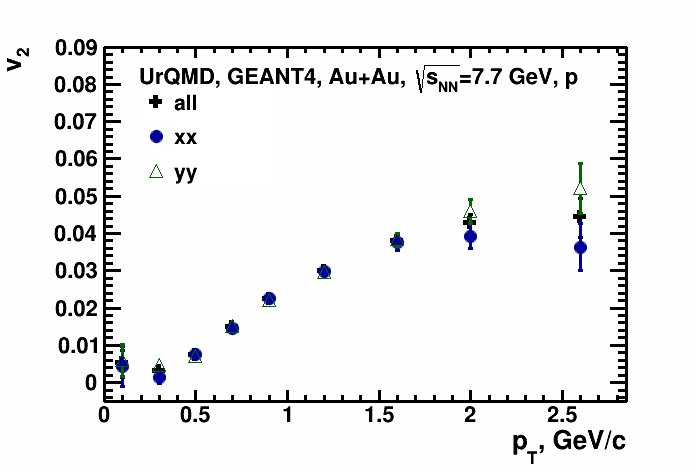 v2
0.09
0.08
0.07
0.06
0.05
0.04
0.03
0.02
0.01
0
UrQMD, GEANT4, Au+Au, √sNN=7.7 GeV, p
all
xx
yy
0 0.5 1 1.5 2 2.5
pT, GeV/c